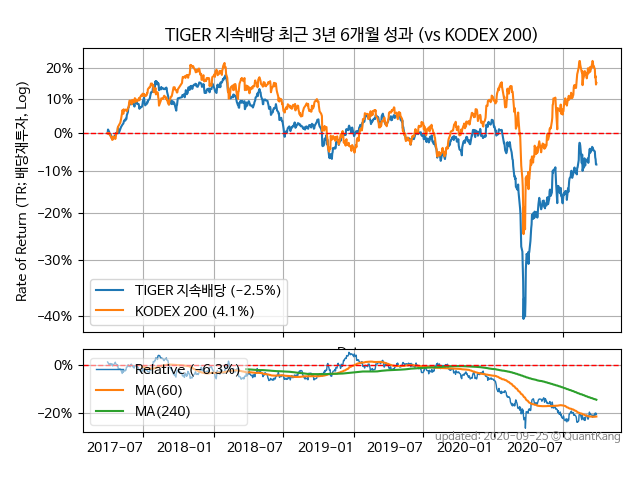 TIGER 지속배당 최근 3년 6개월 성과 (vs KODEX 200)
Rate of Return (TR: 배당재투자, Log)
20%
10%
0%
−10%
−20%
−30%
−40%
TIGER 지속배당 (−2.5%)
KODEX 200 (4.1%)
0%
−20%
Relative (−6.3%)
MA(60)
MA(240)
updated: 2020-09-25 © QuantKang
2017-07
2018-01
2018-07
2019-01
2019-07
2020-01
2020-07